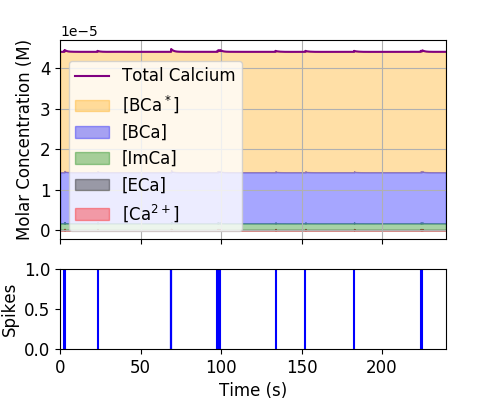 1e−5
Molar Concentration (M)
4
3
2
1
0
Total Calcium
[BCa*]
[BCa]
[ImCa]
[ECa]
[Ca²⁺]
Spikes
1.0
0.5
0.0
0 50 100 150 200
Time (s)